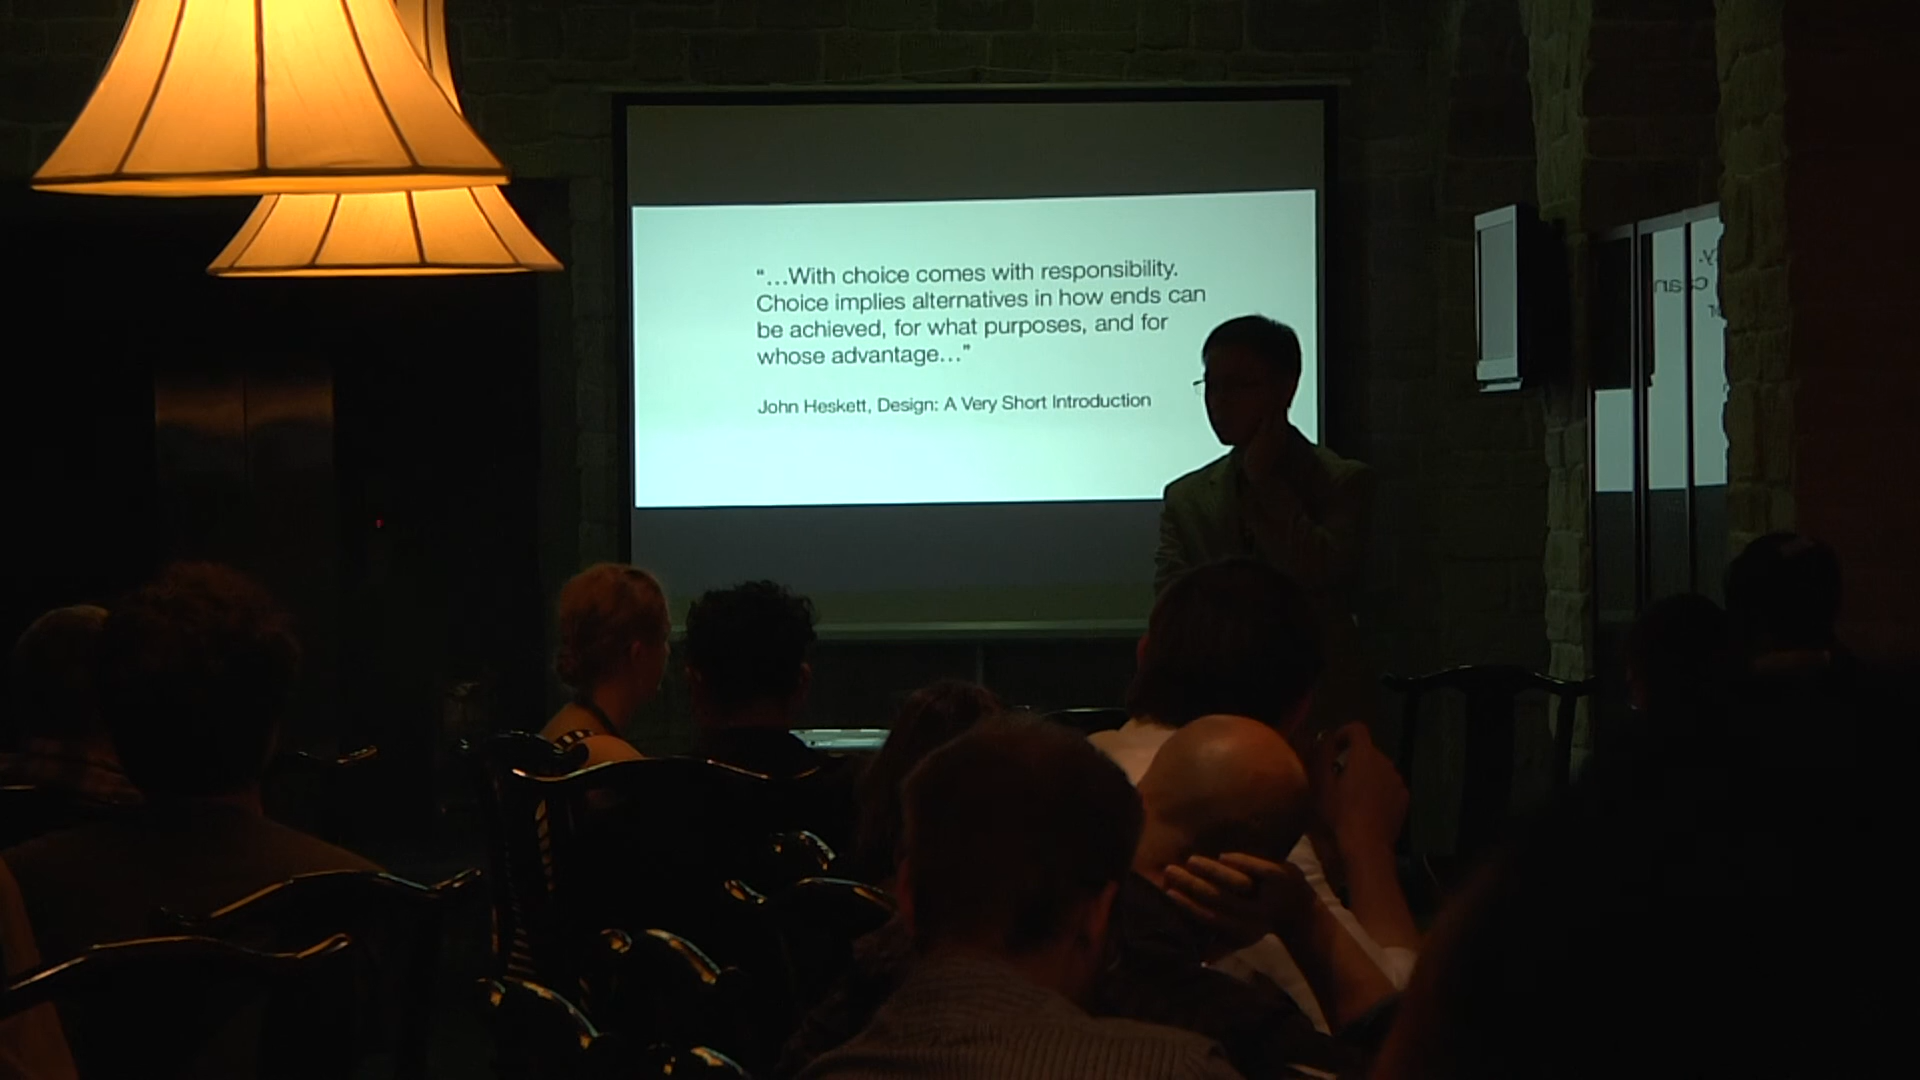 “…With choice comes with responsibility.
Choice implies alternatives in how ends can
be achieved, for what purposes, and for
whose advantage…”
John Heskett, Design: A Very Short Introduction